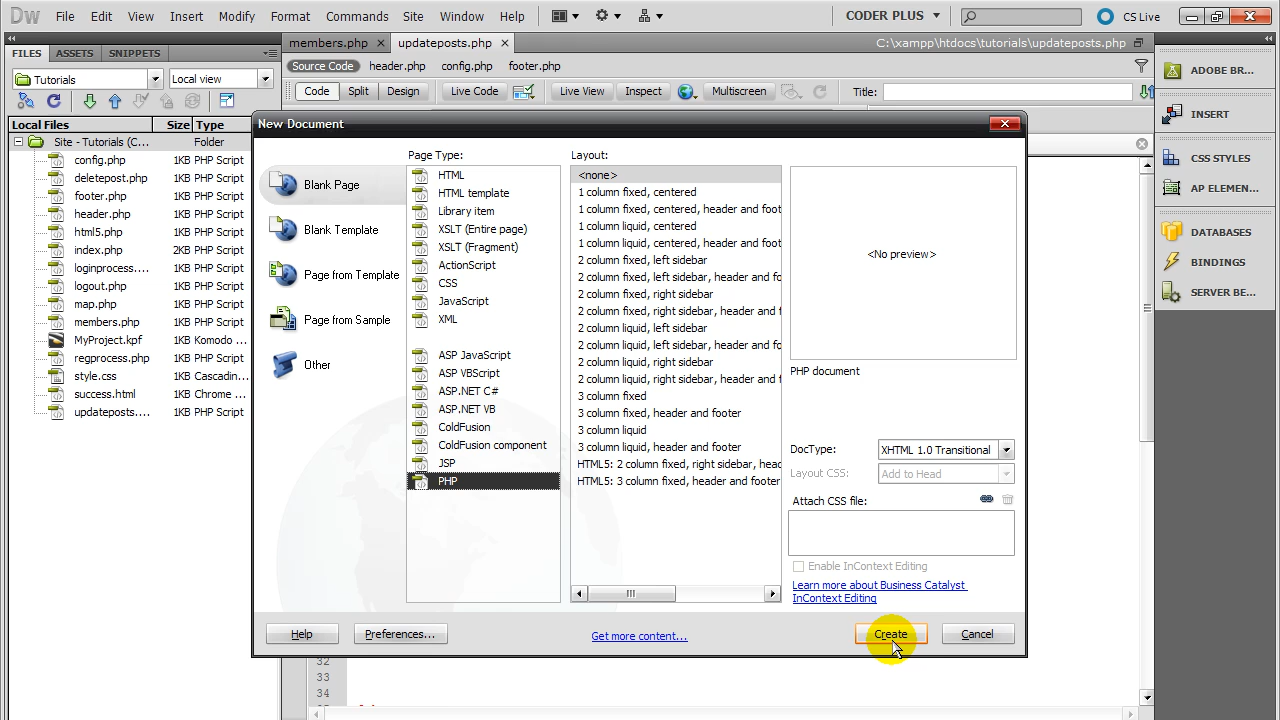 Dw File Edit View Insert Modify Format Commands Site Window Help CODER PLUS CS Live
FILES ASSETS SNIPPETS
members.php updateposts.php C:\xampp\htdocs\tutorials\updateposts.php
Source Code header.php config.php footer.php
Tutorials Local view
Code Split Design Live Code Live View Inspect Multiscreen Title:
Local Files Size Type
Site - Tutorials (C... Folder
config.php 1KB PHP Script
deletepost.php 1KB PHP Script
footer.php 1KB PHP Script
header.php 1KB PHP Script
html5.php 1KB PHP Script
index.php 2KB PHP Script
loginprocess.... 1KB PHP Script
logout.php 1KB PHP Script
map.php 1KB PHP Script
members.php 1KB PHP Script
MyProject.kpf 1KB Komodo ...
regprocess.php 1KB PHP Script
style.css 1KB Cascadin...
success.html 1KB Chrome ...
updateposts.... 1KB PHP Script
New Document
Blank Page
Blank Template
Page from Template
Page from Sample
Other
Page Type:
HTML
HTML template
Library item
XSLT (Entire page)
XSLT (Fragment)
ActionScript
CSS
JavaScript
XML
ASP JavaScript
ASP VBScript
ASP.NET C#
ASP.NET VB
ColdFusion
ColdFusion component
JSP
PHP
Layout:
<none>
1 column fixed, centered
1 column fixed, centered, header and foot
1 column liquid, centered
1 column liquid, centered, header and foot
2 column fixed, left sidebar
2 column fixed, left sidebar, header and fo
2 column fixed, right sidebar
2 column fixed, right sidebar, header and f
2 column liquid, left sidebar
2 column liquid, left sidebar, header and fo
2 column liquid, right sidebar
2 column liquid, right sidebar, header and f
3 column fixed
3 column fixed, header and footer
3 column liquid
3 column liquid, header and footer
HTML5: 2 column fixed, right sidebar, head
HTML5: 3 column fixed, header and footer
<No preview>
PHP document
DocType: XHTML 1.0 Transitional
Layout CSS: Add to Head
Attach CSS file:
Enable InContext Editing
Learn more about Business Catalyst
InContext Editing
Help Preferences... Get more content... Create Cancel
32
33
34
ADOBE BR...
INSERT
CSS STYLES
AP ELEMEN...
DATABASES
BINDINGS
SERVER BE...